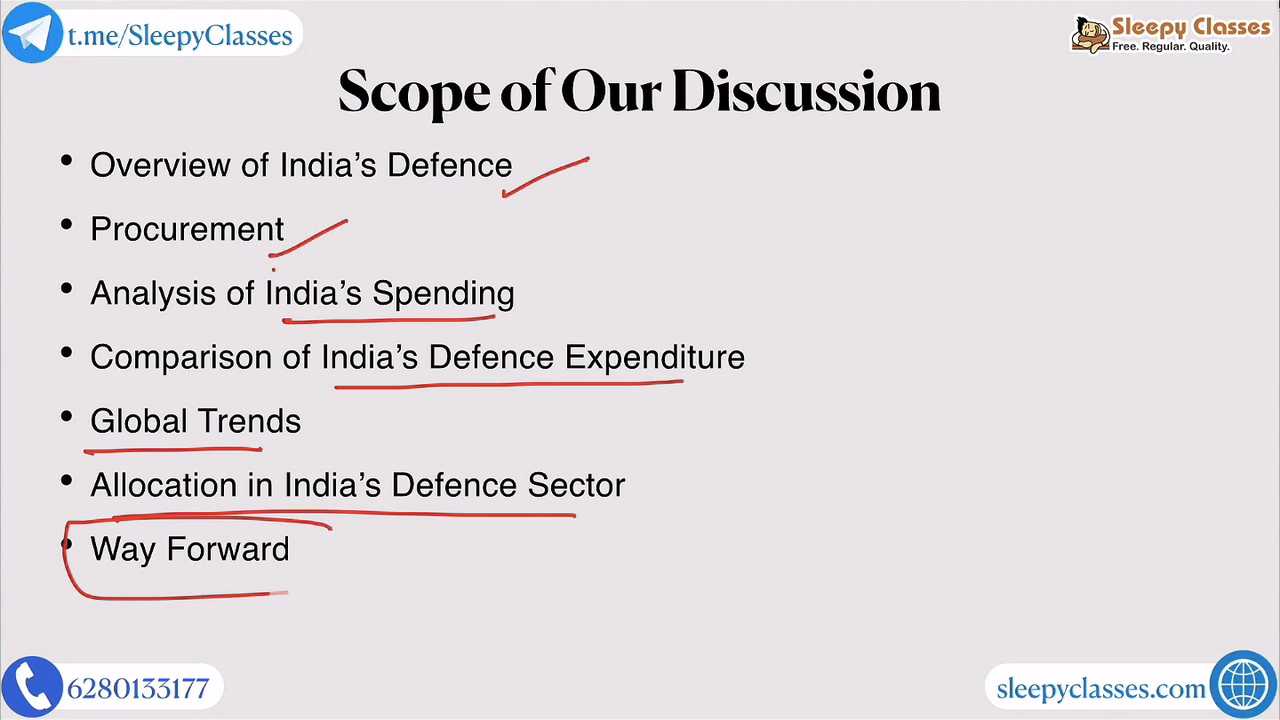 t.me/SleepyClasses
Sleepy Classes
Free. Regular. Quality.
Scope of Our Discussion
• Overview of India's Defence
• Procurement
• Analysis of India's Spending
• Comparison of India's Defence Expenditure
• Global Trends
• Allocation in India's Defence Sector
• Way Forward
6280133177
sleepyclasses.com